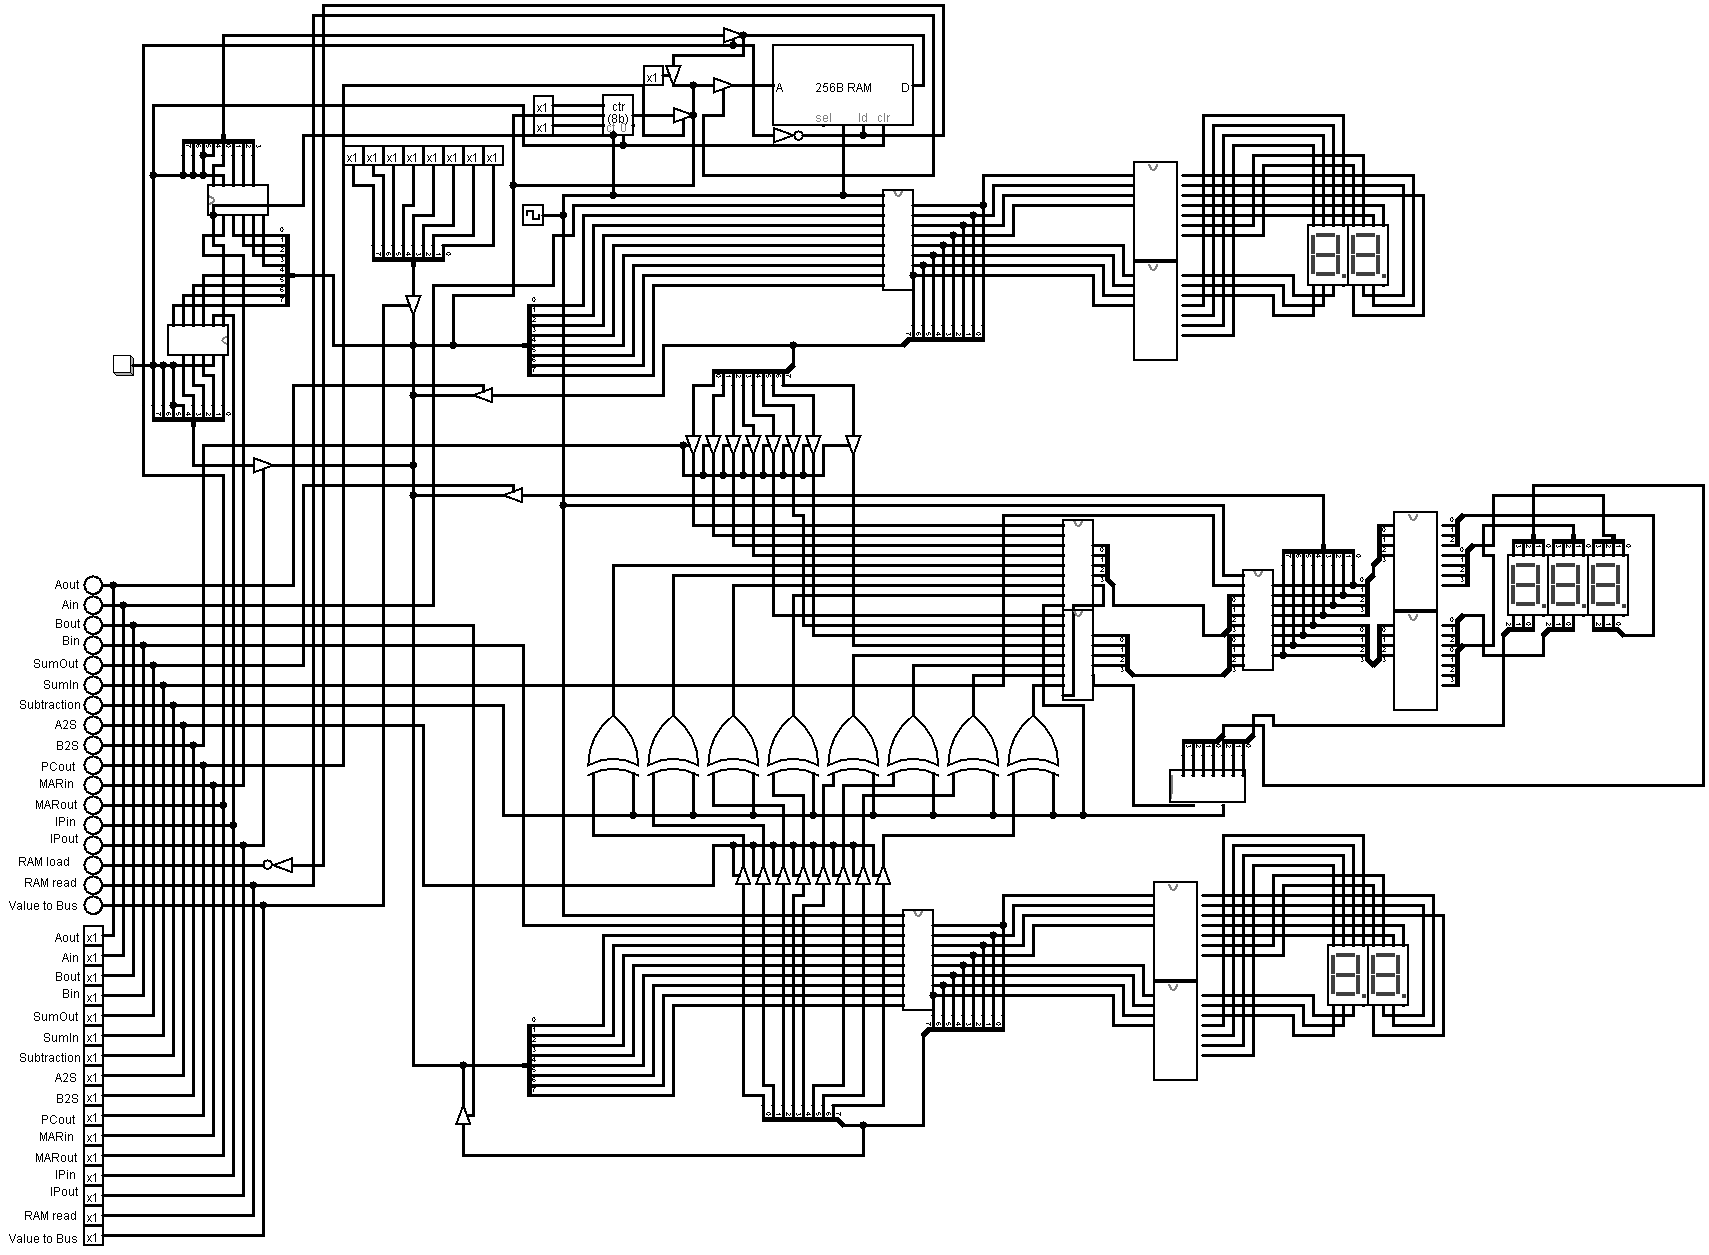 x1
256B RAM
A
D
sel
ld
clr
x1
x1
ctr
(8b)
x1 x1 x1 x1 x1 x1 x1 x1
Aout
Ain
Bout
Bin
SumOut
SumIn
Subtraction
A2S
B2S
PCout
MARin
MARout
IPin
IPout
RAM load
RAM read
Value to Bus
Aout x1
Ain x1
Bout x1
Bin x1
SumOut x1
SumIn x1
Subtraction x1
A2S x1
B2S x1
PCout x1
MARin x1
MARout x1
IPin x1
IPout x1
RAM read x1
Value to Bus x1